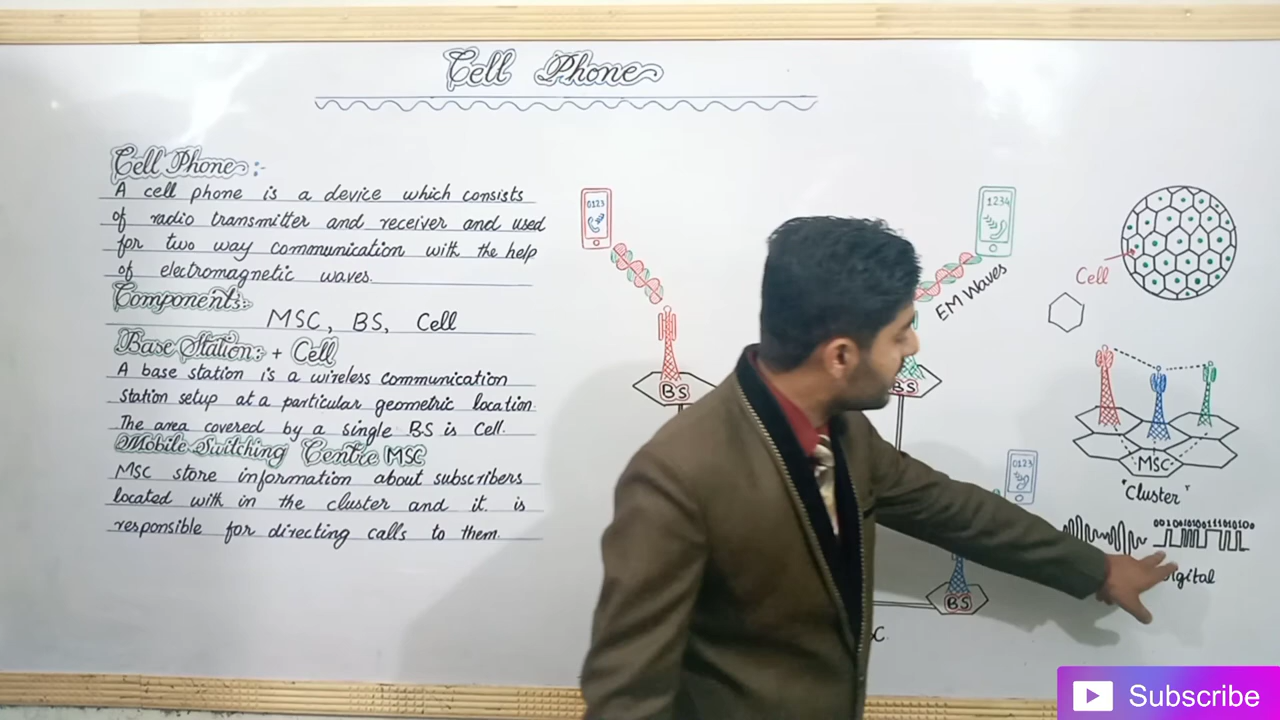 Cell Phone
Cell Phone:-
A cell phone is a device which consists
of radio transmitter and receiver and used
for two way communication with the help
of electromagnetic waves.
Components:-
MSC, BS, Cell
Base Station:- + Cell
A base station is a wireless communication
station setup at a particular geometric location.
The area covered by a single BS is Cell.
Mobile Switching Centre MSC
MSC store information about subscribers
located with in the cluster and it is
responsible for directing calls to them.
0123
BS
1234
EM Waves
BS
0123
BS
Cell
MSC
"Cluster"
Subscribe